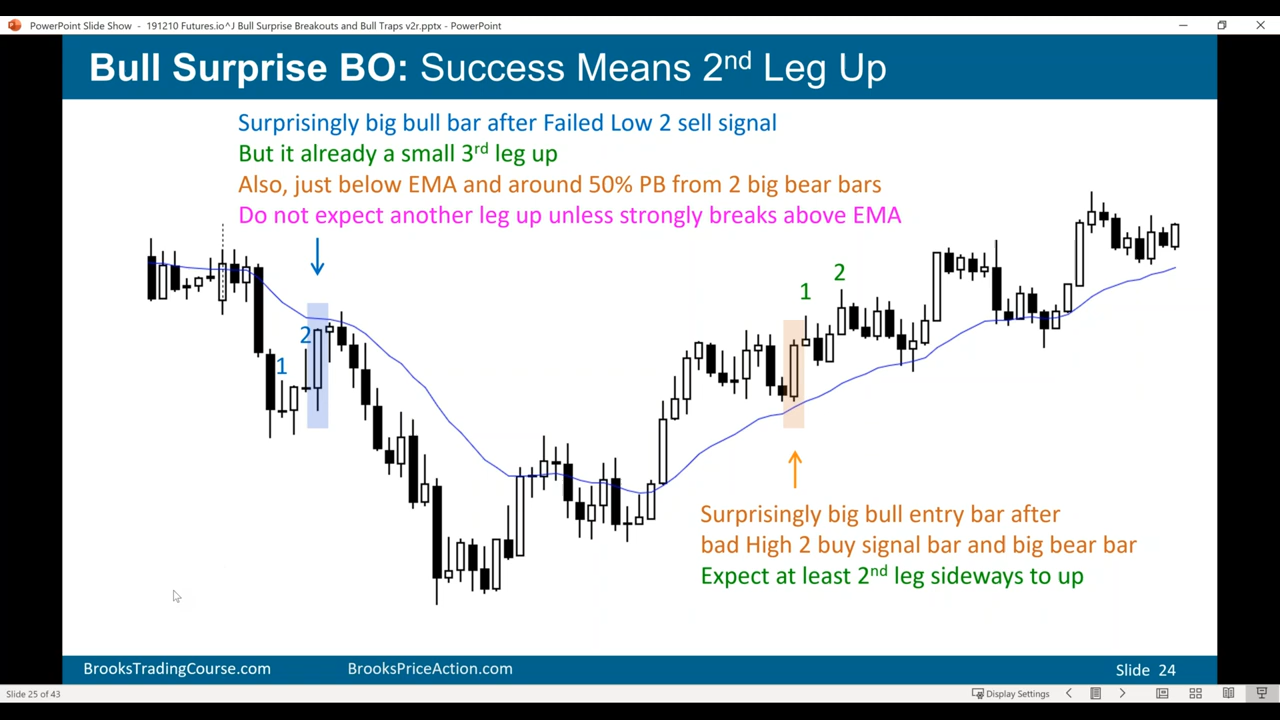 PowerPoint Slide Show - 191210 Futures.io^J Bull Surprise Breakouts and Bull Traps v2r.pptx - PowerPoint
Bull Surprise BO: Success Means 2nd Leg Up
Surprisingly big bull bar after Failed Low 2 sell signal
But it already a small 3rd leg up
Also, just below EMA and around 50% PB from 2 big bear bars
Do not expect another leg up unless strongly breaks above EMA
1
2
1
2
Surprisingly big bull entry bar after
bad High 2 buy signal bar and big bear bar
Expect at least 2nd leg sideways to up
BrooksTradingCourse.com
BrooksPriceAction.com
Slide 24
Slide 25 of 43
Display Settings